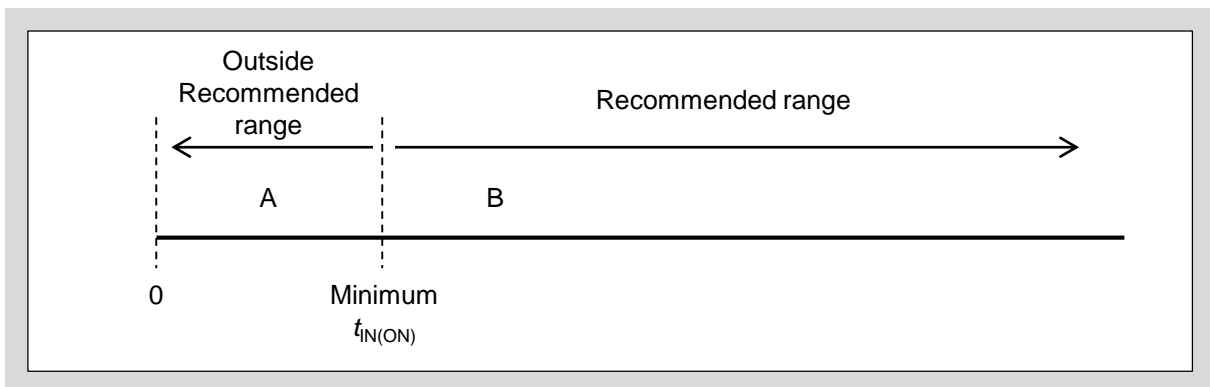 Outside
Recommended
range
Recommended range
A
B
0
Minimum
tIN(ON)